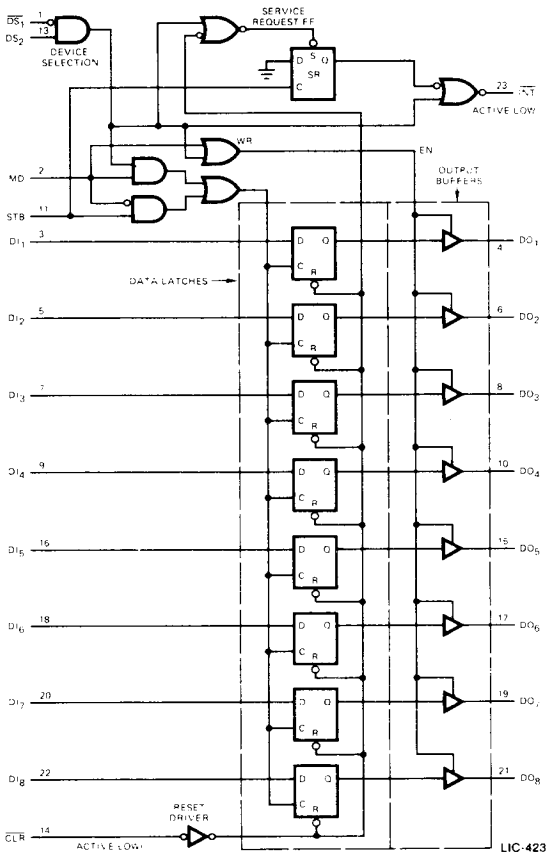 SERVICE
REQUEST FF
DS1 1
DS2 13
DEVICE
SELECTION
S
D Q
SR
C
23 INT
ACTIVE LOW
WR
EN
MD 2
STB 11
OUTPUT
BUFFERS
DI1 3
D Q
C
R
4 DO1
DATA LATCHES
DI2 5
D Q
C
R
6 DO2
DI3 7
D Q
C
R
8 DO3
DI4 9
D Q
C
R
10 DO4
DI5 16
D Q
C
R
15 DO5
DI6 18
D Q
C
R
17 DO6
DI7 20
D Q
C
R
19 DO7
DI8 22
D Q
C
R
21 DO8
RESET
DRIVER
CLR 14
ACTIVE LOW)
LIC-423